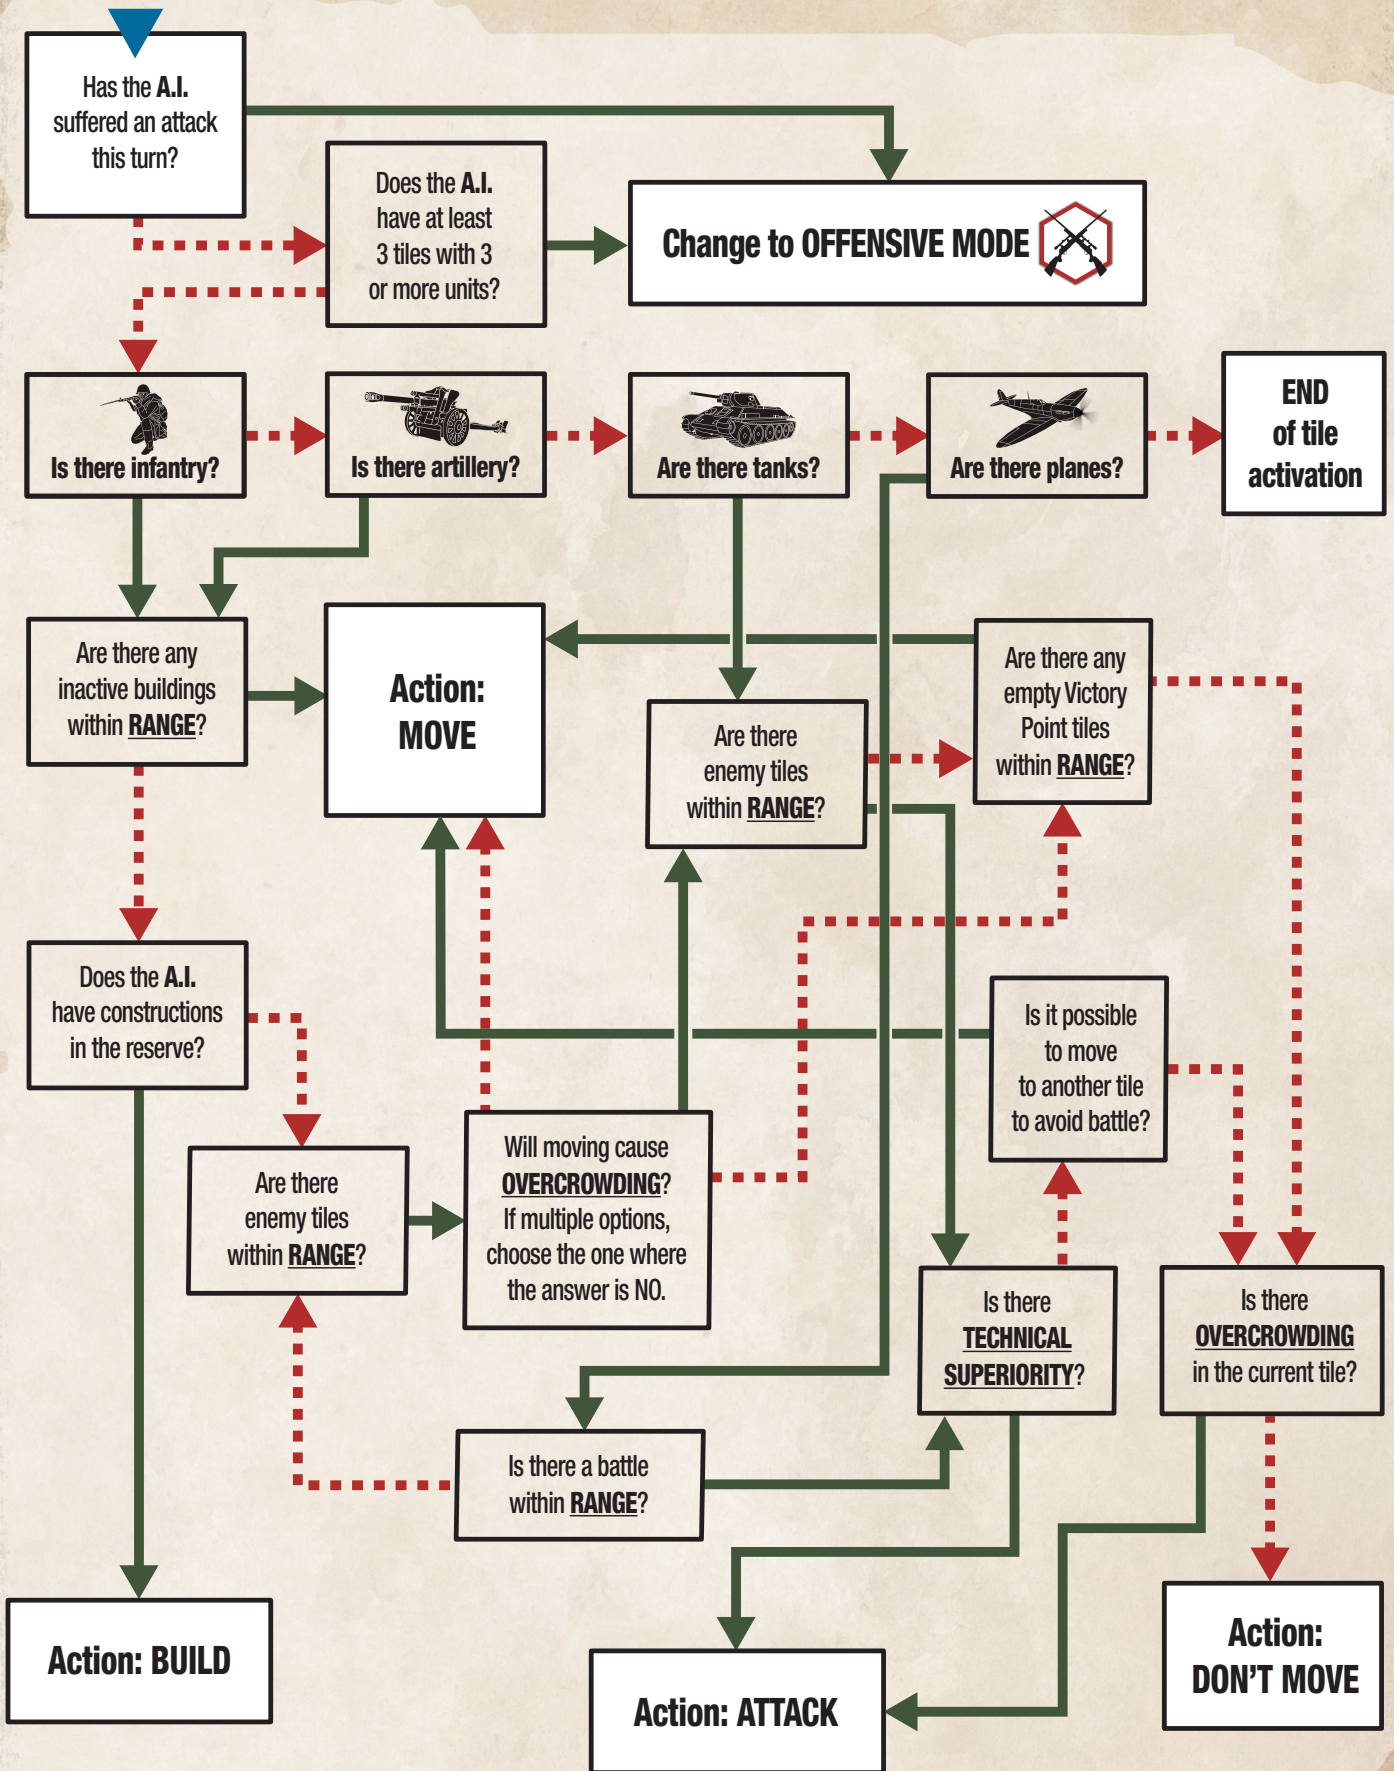 Has the A.I.
suffered an attack
this turn?
Does the A.I.
have at least
3 tiles with 3
or more units?
Change to OFFENSIVE MODE
Is there infantry?
Is there artillery?
Are there tanks?
Are there planes?
END
of tile
activation
Are there any
inactive buildings
within RANGE?
Action:
MOVE
Are there
enemy tiles
within RANGE?
Are there any
empty Victory
Point tiles
within RANGE?
Does the A.I.
have constructions
in the reserve?
Is it possible
to move
to another tile
to avoid battle?
Are there
enemy tiles
within RANGE?
Will moving cause
OVERCROWDING?
If multiple options,
choose the one where
the answer is NO.
Is there
TECHNICAL
SUPERIORITY?
Is there
OVERCROWDING
in the current tile?
Is there a battle
within RANGE?
Action: BUILD
Action: ATTACK
Action:
DON'T MOVE